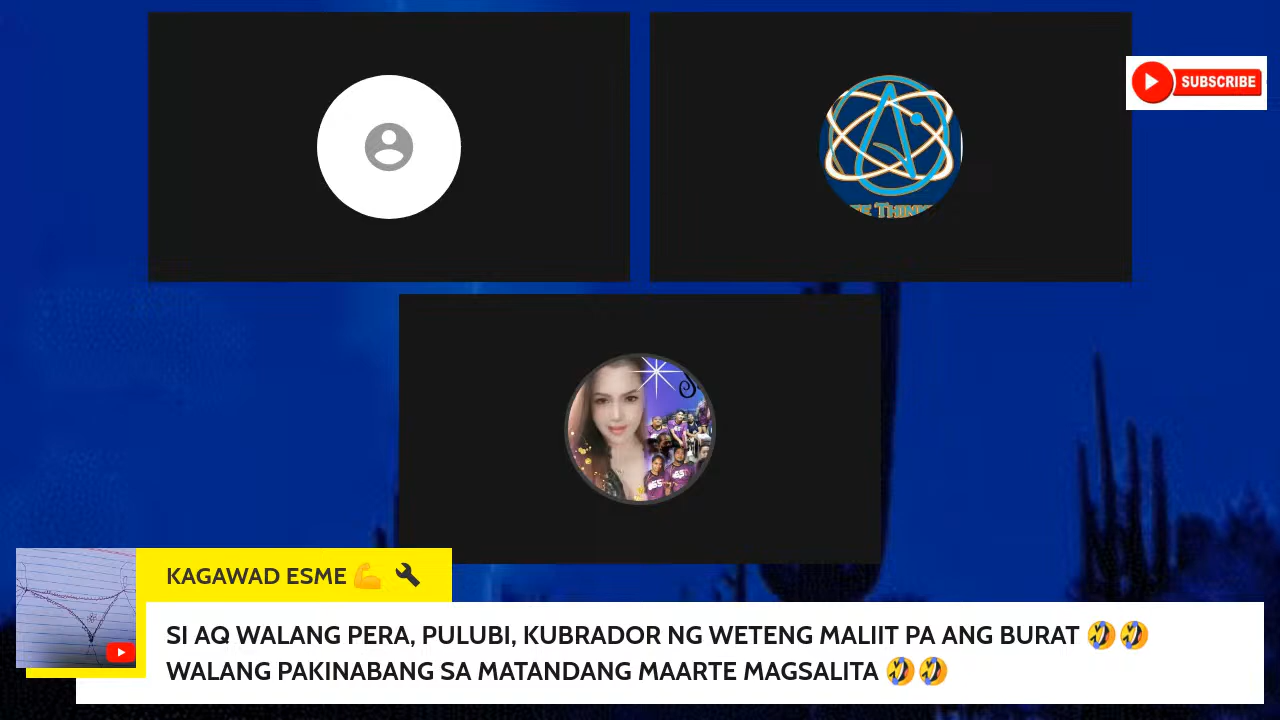 SUBSCRIBE
KAGAWAD ESME 💪
SI AQ WALANG PERA, PULUBI, KUBRADOR NG WETENG MALIIT PA ANG BURAT 🤣🤣
WALANG PAKINABANG SA MATANDANG MAARTE MAGSALITA 🤣🤣